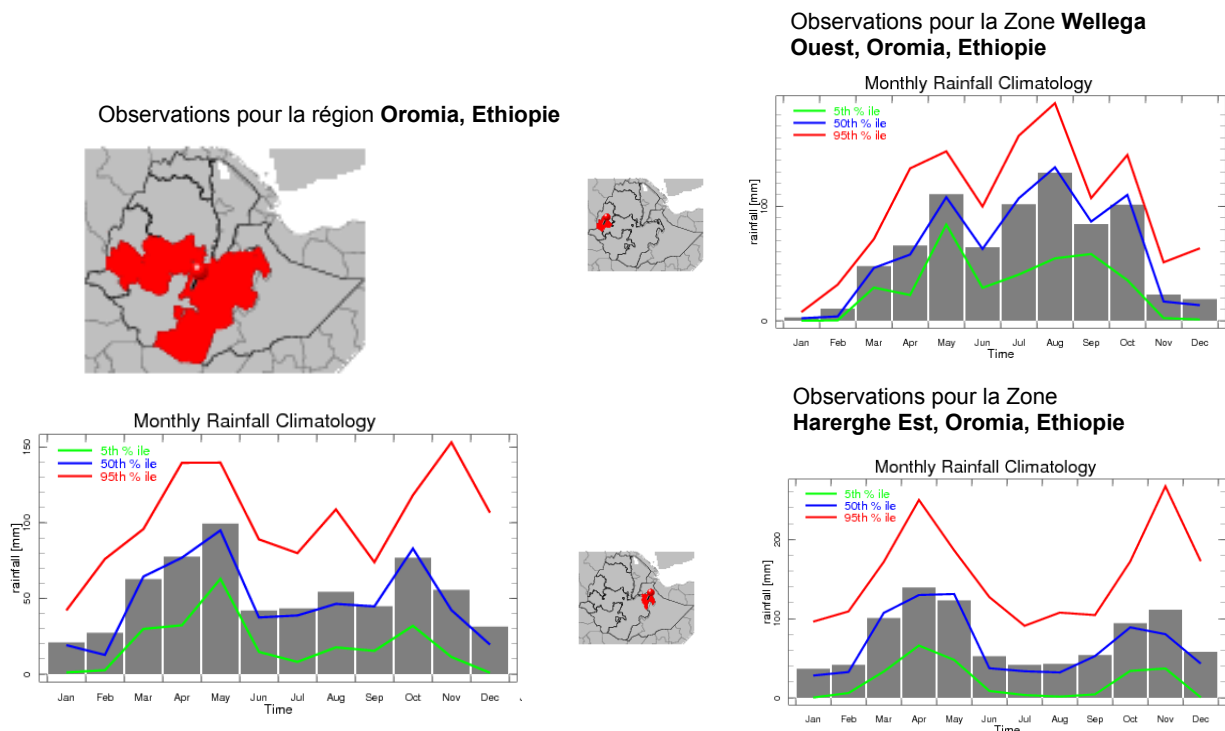 Observations pour la région Oromia, Ethiopie
Monthly Rainfall Climatology
5th % ile
50th % ile
95th % ile
rainfall [mm]
150
100
50
0
Jan Feb Mar Apr May Jun Jul Aug Sep Oct Nov Dec
Time
Observations pour la Zone Wellega
Ouest, Oromia, Ethiopie
Monthly Rainfall Climatology
5th % ile
50th % ile
95th % ile
rainfall [mm]
100
0
Jan Feb Mar Apr May Jun Jul Aug Sep Oct Nov Dec
Time
Observations pour la Zone
Harerghe Est, Oromia, Ethiopie
Monthly Rainfall Climatology
5th % ile
50th % ile
95th % ile
rainfall [mm]
200
100
0
Jan Feb Mar Apr May Jun Jul Aug Sep Oct Nov Dec
Time